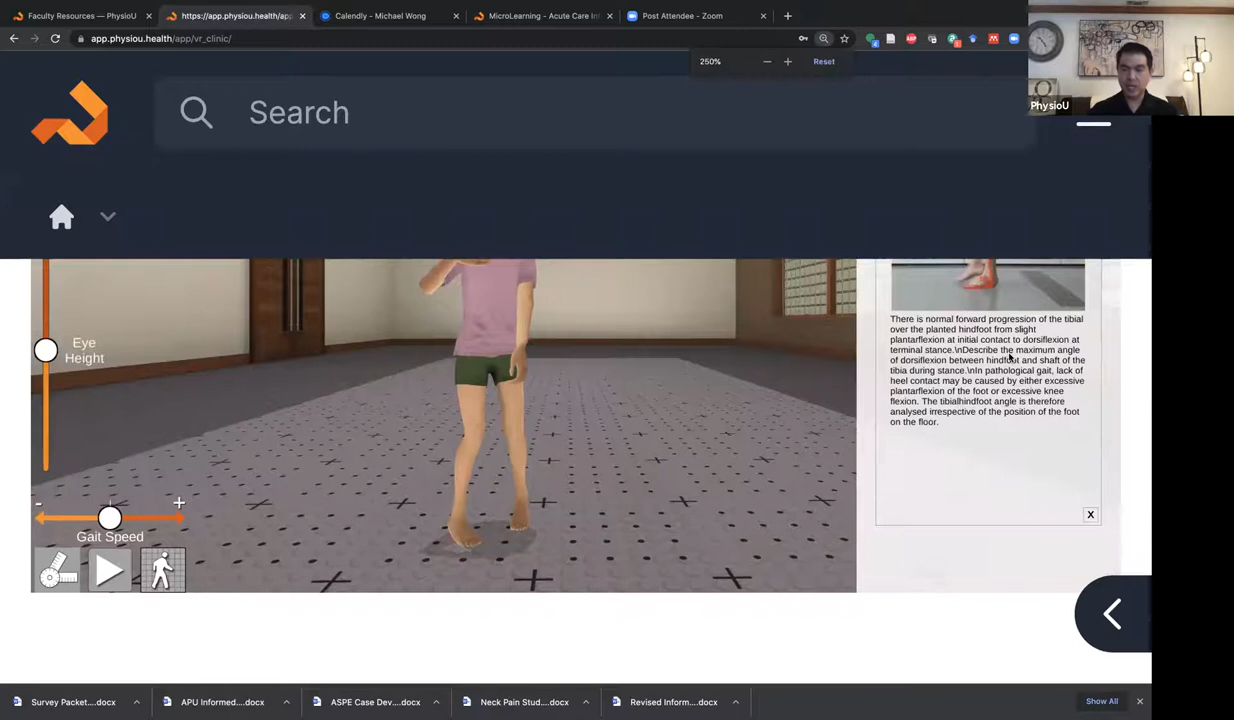 Faculty Resources — PhysioU
https://app.physiou.health/app
Calendly - Michael Wong
MicroLearning - Acute Care In
Post Attendee - Zoom
app.physiou.health/app/vr_clinic/
250%
Reset
PhysioU
Search
Eye
Height
Gait Speed
There is normal forward progression of the tibial
over the planted hindfoot from slight
plantarflexion at initial contact to dorsiflexion at
terminal stance.\nDescribe the maximum angle
of dorsiflexion between hindfoot and shaft of the
tibia during stance.\nIn pathological gait, lack of
heel contact may be caused by either excessive
plantarflexion of the foot or excessive knee
flexion. The tibialhindfoot angle is therefore
analysed irrespective of the position of the foot
on the floor.
X
Survey Packet....docx
APU Informed....docx
ASPE Case Dev....docx
Neck Pain Stud....docx
Revised Inform....docx
Show All